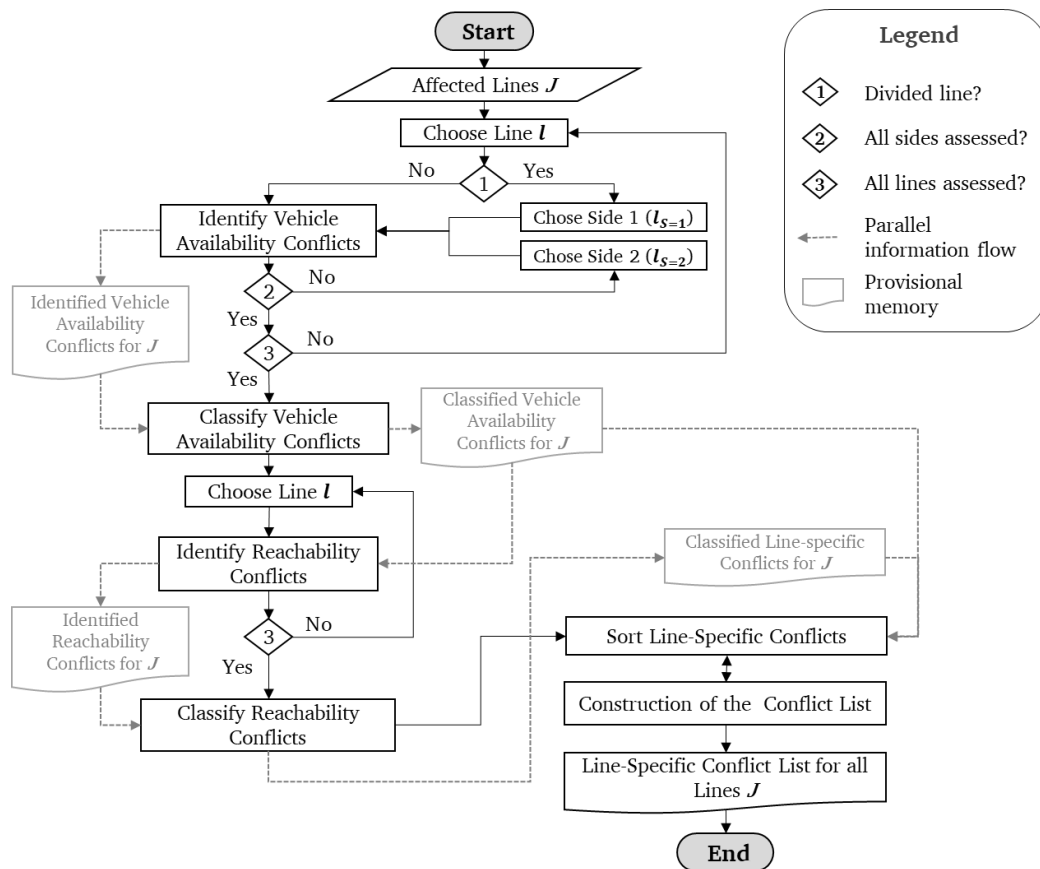 Start
Affected Lines J
Choose Line l
No
Yes
1
Identify Vehicle
Availability Conflicts
Chose Side 1 (l_{S=1})
Chose Side 2 (l_{S=2})
2
No
Yes
3
No
Yes
Identified Vehicle
Availability
Conflicts for J
Classify Vehicle
Availability Conflicts
Classified Vehicle
Availability
Conflicts for J
Choose Line l
Identify Reachability
Conflicts
Identified
Reachability
Conflicts for J
3
No
Yes
Classify Reachability
Conflicts
Classified Line-specific
Conflicts for J
Sort Line-Specific Conflicts
Construction of the Conflict List
Line-Specific Conflict List for all
Lines J
End
Legend
1
Divided line?
2
All sides assessed?
3
All lines assessed?
Parallel
information flow
Provisional
memory